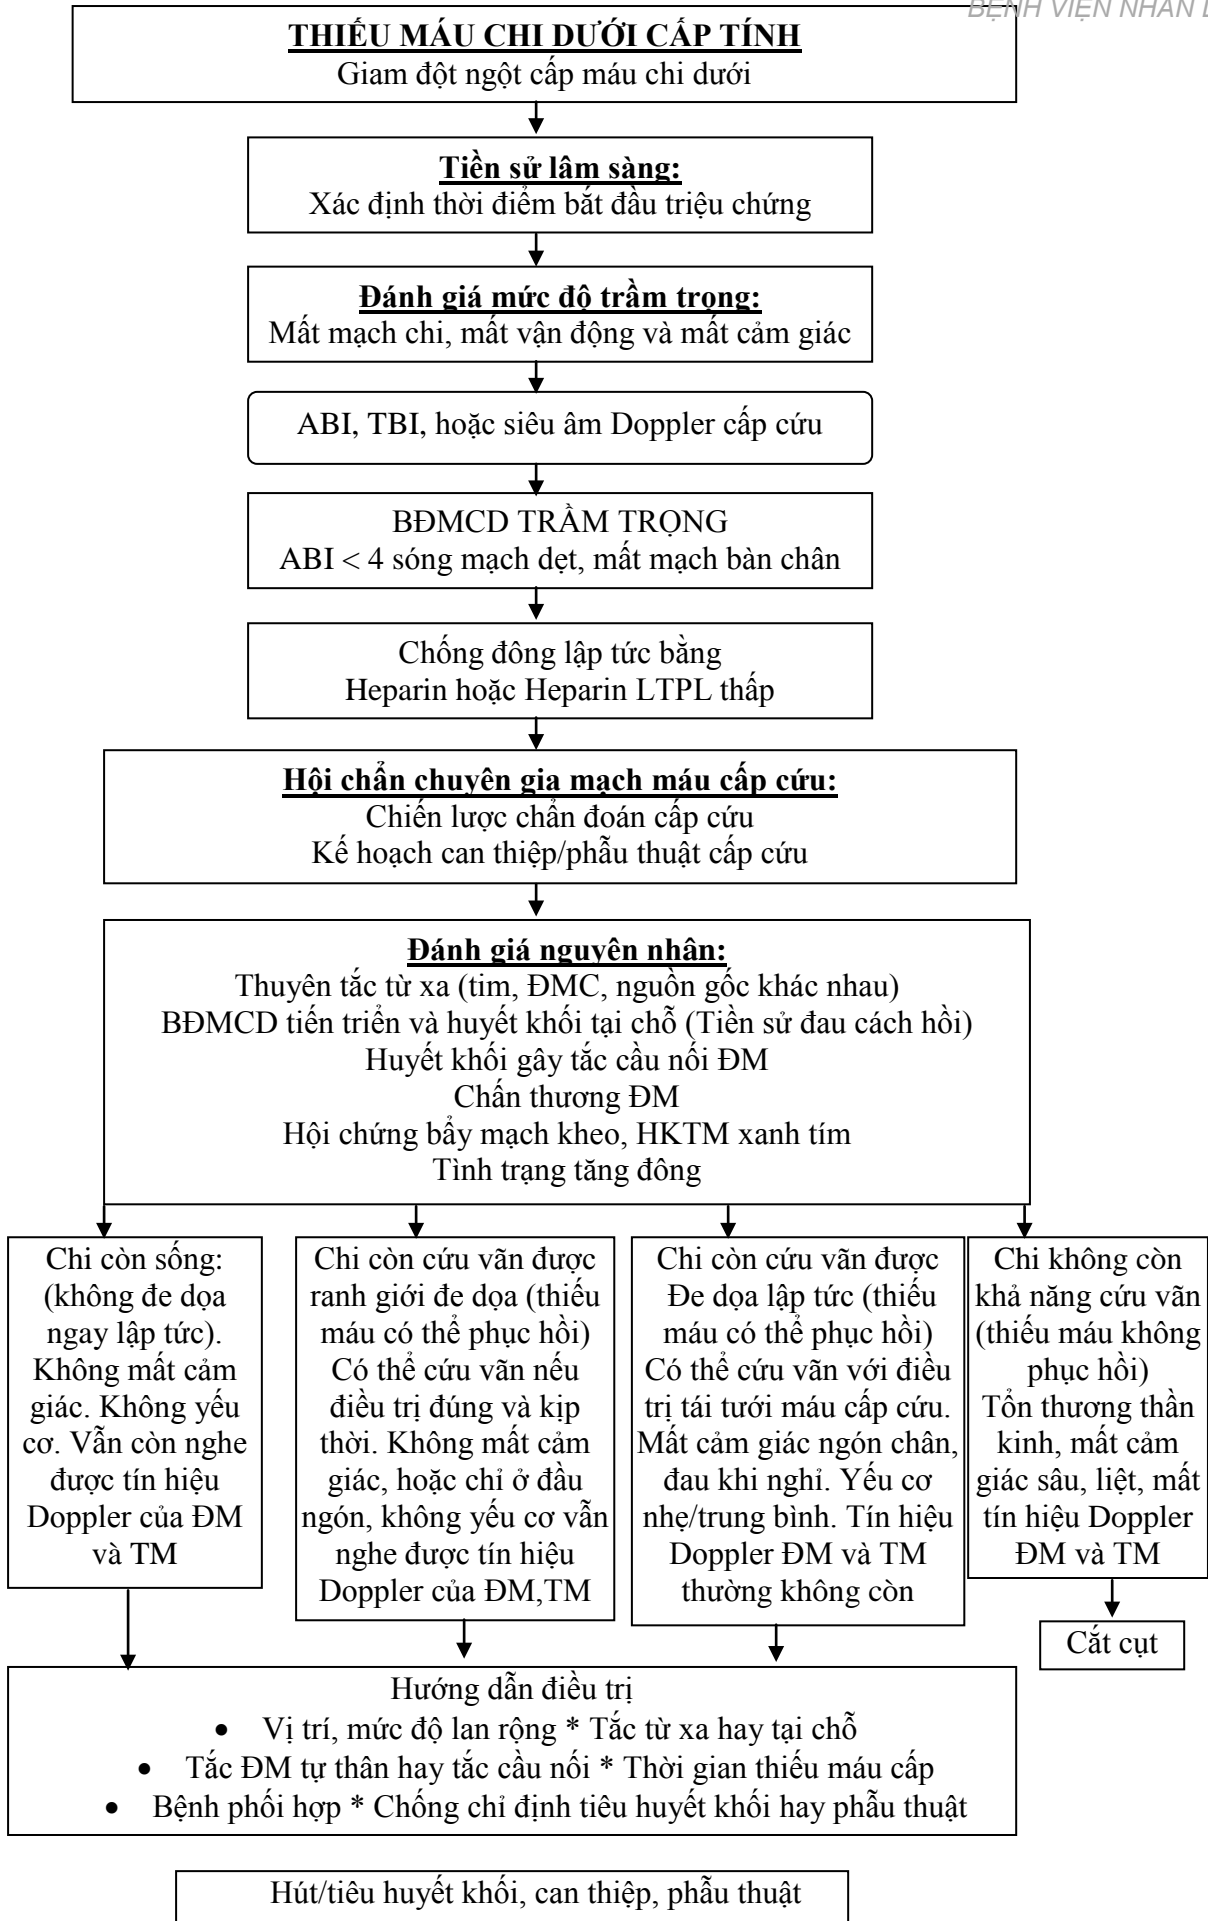 BỆNH VIỆN NHÂN D
THIẾU MÁU CHI DƯỚI CẤP TÍNH
Giam đột ngột cấp máu chi dưới
Tiền sử lâm sàng:
Xác định thời điểm bắt đầu triệu chứng
Đánh giá mức độ trầm trọng:
Mất mạch chi, mất vận động và mất cảm giác
ABI, TBI, hoặc siêu âm Doppler cấp cứu
BĐMCD TRẦM TRỌNG
ABI < 4 sóng mạch dẹt, mất mạch bàn chân
Chống đông lập tức bằng
Heparin hoặc Heparin LTPL thấp
Hội chẩn chuyên gia mạch máu cấp cứu:
Chiến lược chẩn đoán cấp cứu
Kế hoạch can thiệp/phẫu thuật cấp cứu
Đánh giá nguyên nhân:
Thuyên tắc từ xa (tim, ĐMC, nguồn gốc khác nhau)
BĐMCD tiến triển và huyết khối tại chỗ (Tiền sử đau cách hồi)
Huyết khối gây tắc cầu nối ĐM
Chấn thương ĐM
Hội chứng bẫy mạch kheo, HKTM xanh tím
Tình trạng tăng đông
Chi còn sống:
(không đe dọa
ngay lập tức).
Không mất cảm
giác. Không yếu
cơ. Vẫn còn nghe
được tín hiệu
Doppler của ĐM
và TM
Chi còn cứu vãn được
ranh giới đe dọa (thiếu
máu có thể phục hồi)
Có thể cứu vãn nếu
điều trị đúng và kịp
thời. Không mất cảm
giác, hoặc chỉ ở đầu
ngón, không yếu cơ vẫn
nghe được tín hiệu
Doppler của ĐM,TM
Chi còn cứu vãn được
Đe dọa lập tức (thiếu
máu có thể phục hồi)
Có thể cứu vãn với điều
trị tái tưới máu cấp cứu.
Mất cảm giác ngón chân,
đau khi nghỉ. Yếu cơ
nhẹ/trung bình. Tín hiệu
Doppler ĐM và TM
thường không còn
Chi không còn
khả năng cứu vãn
(thiếu máu không
phục hồi)
Tổn thương thần
kinh, mất cảm
giác sâu, liệt, mất
tín hiệu Doppler
ĐM và TM
Cắt cụt
Hướng dẫn điều trị
• Vị trí, mức độ lan rộng * Tắc từ xa hay tại chỗ
• Tắc ĐM tự thân hay tắc cầu nối * Thời gian thiếu máu cấp
• Bệnh phối hợp * Chống chỉ định tiêu huyết khối hay phẫu thuật
Hút/tiêu huyết khối, can thiệp, phẫu thuật